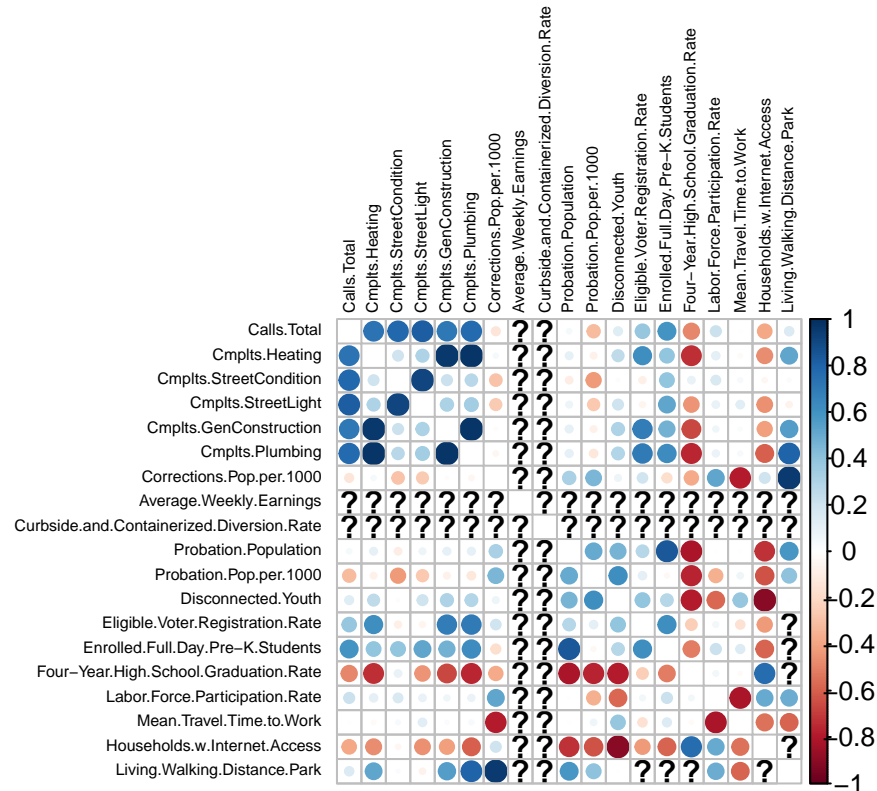 Calls.Total
Cmplts.Heating
Cmplts.StreetCondition
Cmplts.StreetLight
Cmplts.GenConstruction
Cmplts.Plumbing
Corrections.Pop.per.1000
Average.Weekly.Earnings
Curbside.and.Containerized.Diversion.Rate
Probation.Population
Probation.Pop.per.1000
Disconnected.Youth
Eligible.Voter.Registration.Rate
Enrolled.Full.Day.Pre−K.Students
Four−Year.High.School.Graduation.Rate
Labor.Force.Participation.Rate
Mean.Travel.Time.to.Work
Households.w.Internet.Access
Living.Walking.Distance.Park
Calls.Total ? ?
Cmplts.Heating ? ?
Cmplts.StreetCondition ? ?
Cmplts.StreetLight ? ?
Cmplts.GenConstruction ? ?
Cmplts.Plumbing ? ?
Corrections.Pop.per.1000 ? ?
Average.Weekly.Earnings ? ? ? ? ? ? ? ? ? ? ? ? ? ? ? ? ? ?
Curbside.and.Containerized.Diversion.Rate ? ? ? ? ? ? ? ? ? ? ? ? ? ? ? ? ? ?
Probation.Population ? ?
Probation.Pop.per.1000 ? ?
Disconnected.Youth ? ?
Eligible.Voter.Registration.Rate ? ? ?
Enrolled.Full.Day.Pre−K.Students ? ? ?
Four−Year.High.School.Graduation.Rate ? ? ?
Labor.Force.Participation.Rate ? ?
Mean.Travel.Time.to.Work ? ?
Households.w.Internet.Access ? ? ?
Living.Walking.Distance.Park ? ? ? ? ? ?
1
0.8
0.6
0.4
0.2
0
−0.2
−0.4
−0.6
−0.8
−1